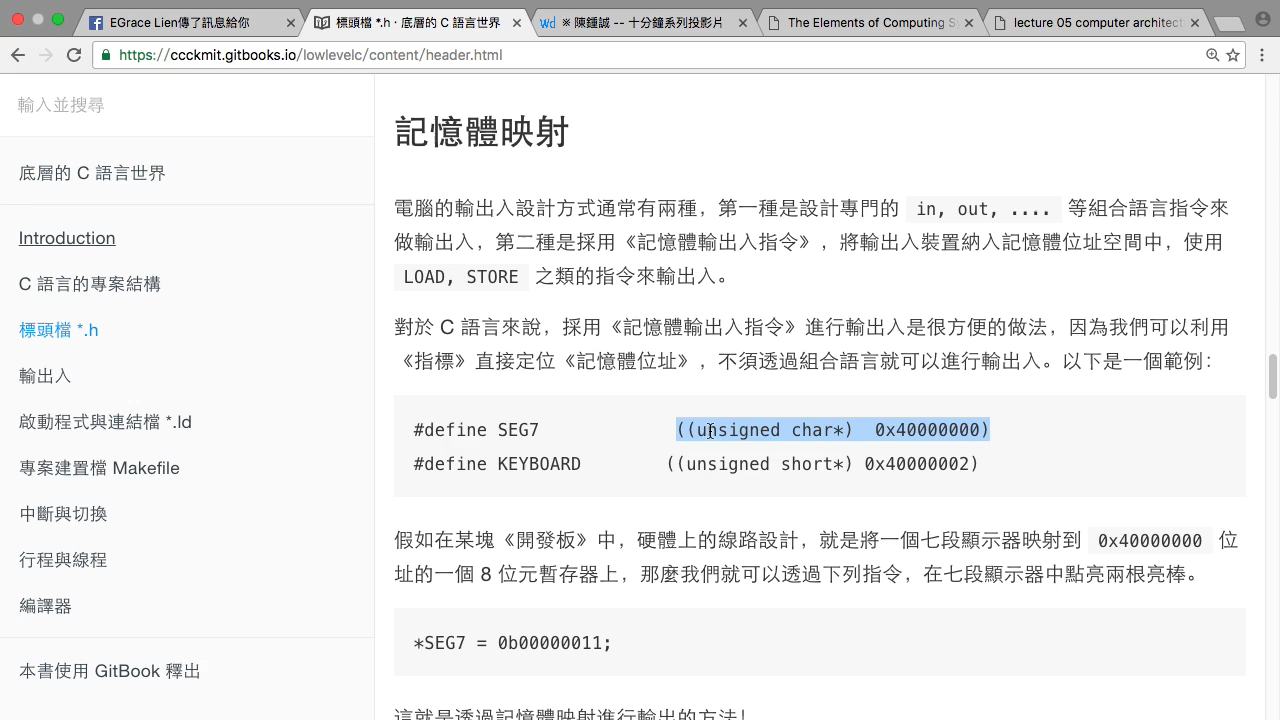 EGrace Lien傳了訊息給你
標頭檔 *.h · 底層的 C 語言世界
Wd ※ 陳鍾誠 -- 十分鐘系列投影片
The Elements of Computing S
lecture 05 computer architect
https://ccckmit.gitbooks.io/lowlevelc/content/header.html
輸入並搜尋
底層的 C 語言世界
Introduction
C 語言的專案結構
標頭檔 *.h
輸出入
啟動程式與連結檔 *.ld
專案建置檔 Makefile
中斷與切換
行程與線程
編譯器
本書使用 GitBook 釋出
記憶體映射
電腦的輸出入設計方式通常有兩種，第一種是設計專門的 in, out, .... 等組合語言指令來
做輸出入，第二種是採用《記憶體輸出入指令》，將輸出入裝置納入記憶體位址空間中，使用
LOAD, STORE 之類的指令來輸出入。
對於 C 語言來說，採用《記憶體輸出入指令》進行輸出入是很方便的做法，因為我們可以利用
《指標》直接定位《記憶體位址》，不須透過組合語言就可以進行輸出入。以下是一個範例：
#define SEG7 ((unsigned char*) 0x40000000)
#define KEYBOARD ((unsigned short*) 0x40000002)
假如在某塊《開發板》中，硬體上的線路設計，就是將一個七段顯示器映射到 0x40000000 位
址的一個 8 位元暫存器上，那麼我們就可以透過下列指令，在七段顯示器中點亮兩根亮棒。
*SEG7 = 0b00000011;
這就是透過記憶體映射進行輸出的方法！